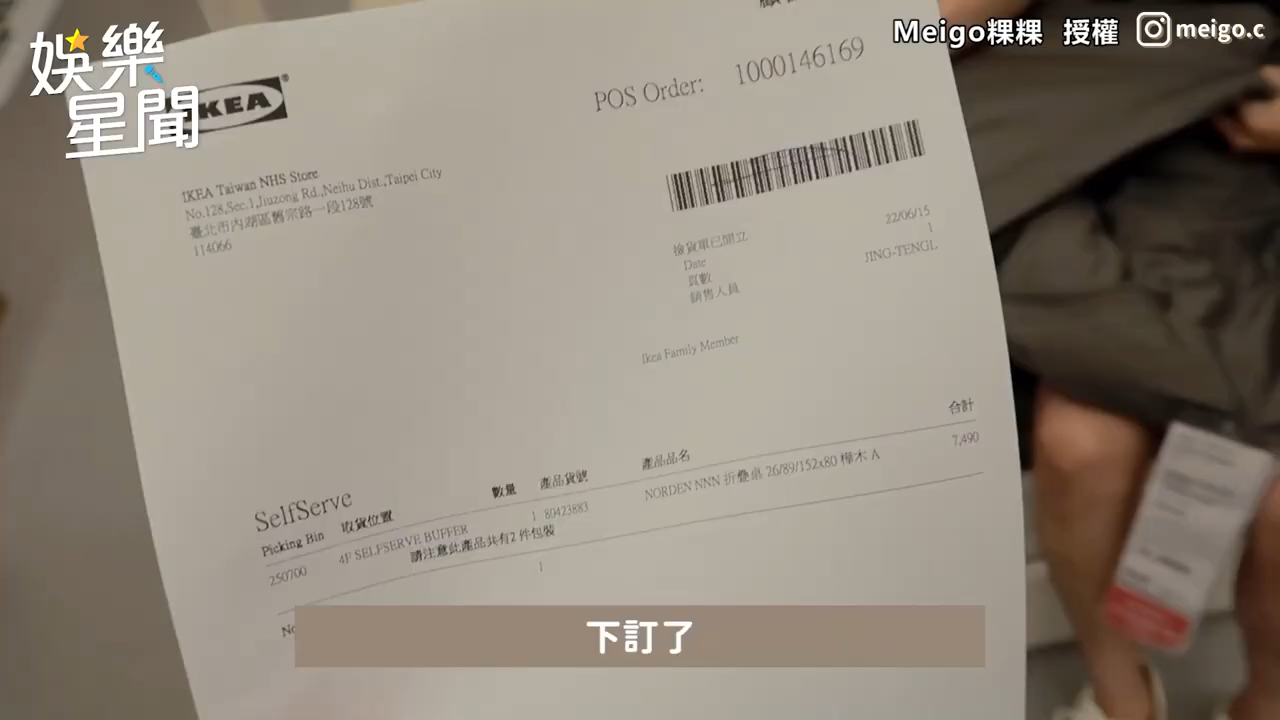 娛樂
星聞
Meigo粿粿 授權 meigo.c
IKEA
POS Order: 1000146169
IKEA Taiwan NHS Store
No.128,Sec.1,Jiuzong Rd.,Neihu Dist.,Taipei City
臺北市內湖區舊宗路一段128號
114066
撿貨單已開立
Date 22/06/15
頁數 1
銷售人員 JING-TENGL
Ikea Family Member
SelfServe
Picking Bin 取貨位置 數量 產品貨號 產品品名 合計
250700 4F SELFSERVE BUFFER 1 80423883 NORDEN NNN 折疊桌 26/89/152x80 樺木 A 7,490
請注意此產品共有2 件包裝
1
下訂了